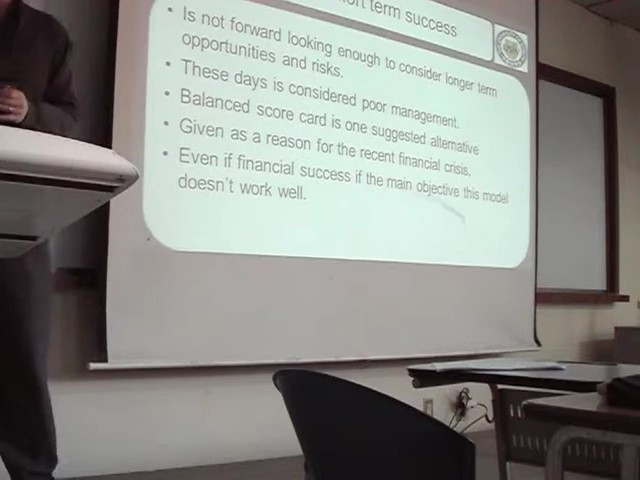 term success
• Is not forward looking enough to consider longer term
opportunities and risks.
• These days is considered poor management.
• Balanced score card is one suggested alternative
• Given as a reason for the recent financial crisis.
• Even if financial success if the main objective this model
doesn't work well.